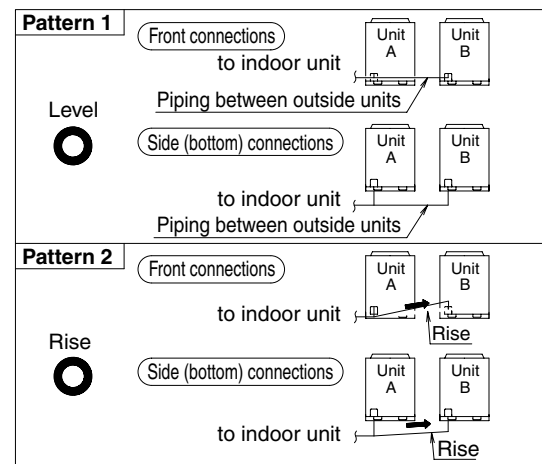 Pattern 1
Front connections
Unit A
Unit B
to indoor unit
Piping between outside units
Level
Side (bottom) connections
Unit A
Unit B
to indoor unit
Piping between outside units
Pattern 2
Front connections
Unit A
Unit B
to indoor unit
Rise
Rise
Side (bottom) connections
Unit A
Unit B
to indoor unit
Rise